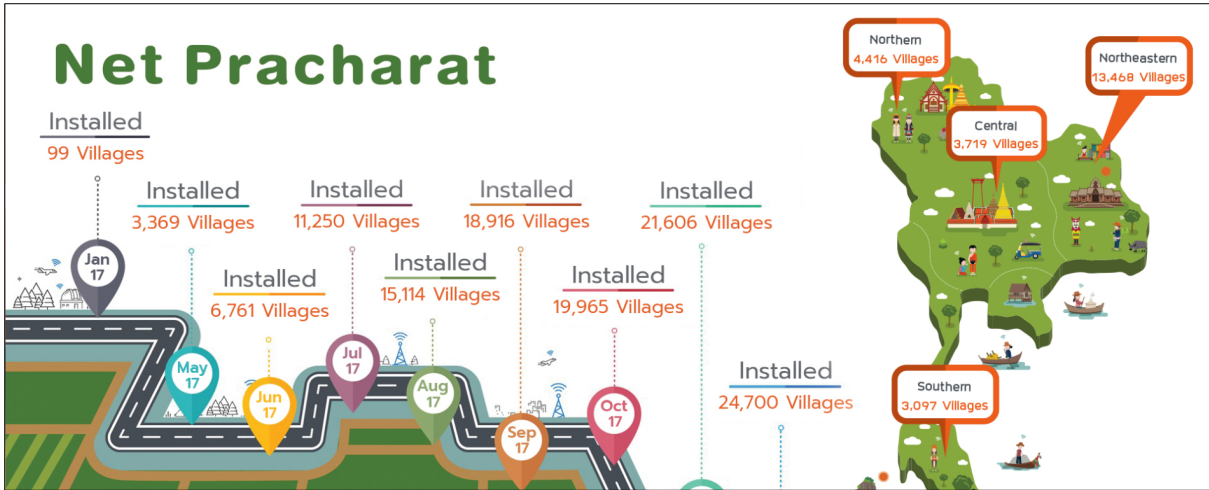 Net Pracharat
Installed
99 Villages
Installed
3,369 Villages
Installed
11,250 Villages
Installed
18,916 Villages
Installed
21,606 Villages
Installed
6,761 Villages
Installed
15,114 Villages
Installed
19,965 Villages
Installed
24,700 Villages
Jan
17
May
17
Jun
17
Jul
17
Aug
17
Sep
17
Oct
17
Northern
4,416 Villages
Northeastern
13,468 Villages
Central
3,719 Villages
Southern
3,097 Villages